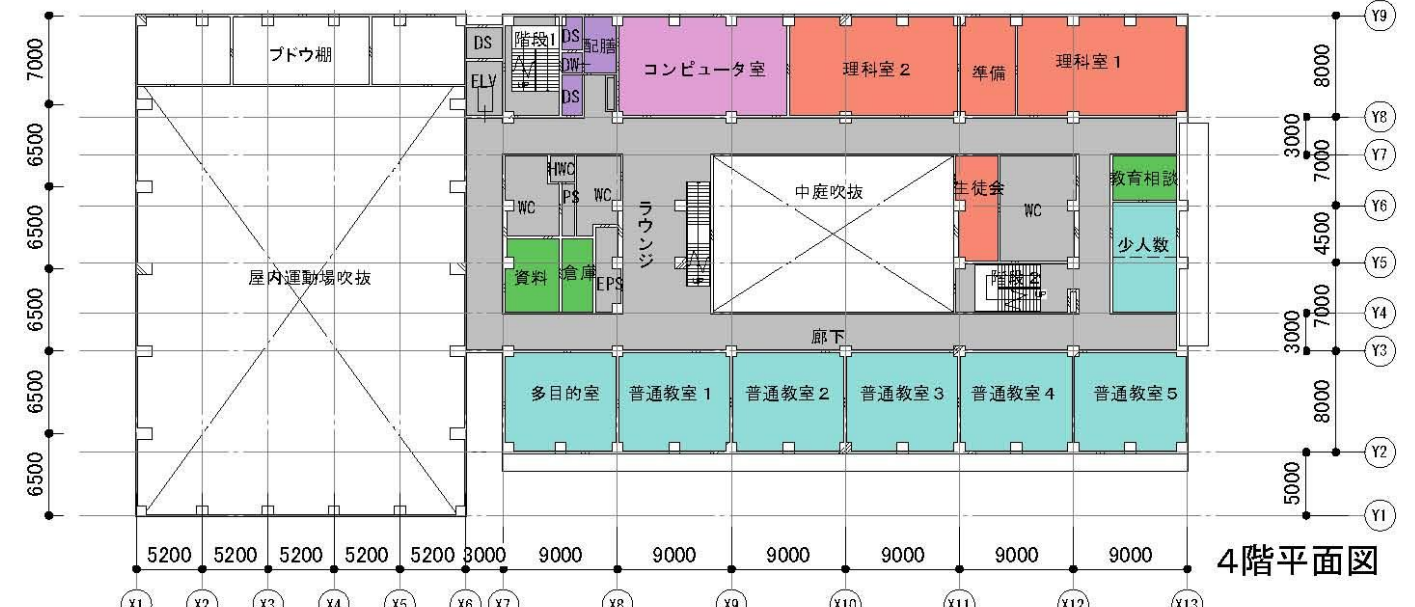 7000
6500
6500
6500
6500
6500
ブドウ棚
屋内運動場吹抜
DS
ELV
階段1
UP
DS
DW
DS
配膳
コンピュータ室
理科室2
準備
理科室1
HWC
WC
PS
WC
資料
倉庫
EPS
ラウンジ
UP
中庭吹抜
生徒会
WC
階段2
UP
教育相談
少人数
廊下
多目的室
普通教室1
普通教室2
普通教室3
普通教室4
普通教室5
8000
3000
7000
4500
7000
3000
8000
5000
Y9
Y8
Y7
Y6
Y5
Y4
Y3
Y2
Y1
5200 5200 5200 5200 5200 3000 9000 9000 9000 9000 9000 9000
4階平面図
X1 X2 X3 X4 X5 X6 X7 X8 X9 X10 X11 X12 X13